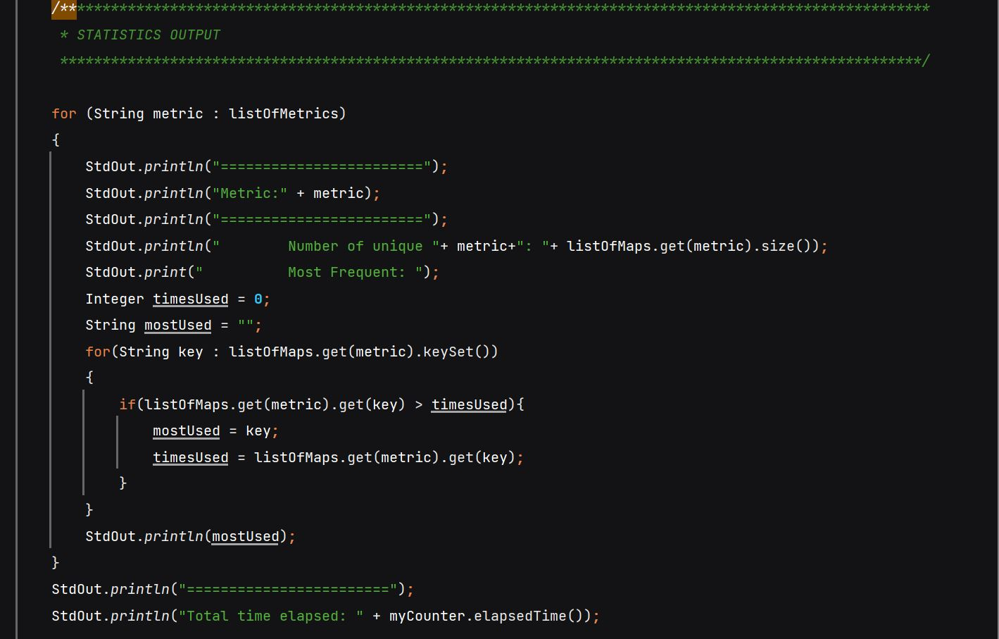 /*****************************************************************************************************
* STATISTICS OUTPUT
******************************************************************************************************/
for (String metric : listOfMetrics)
{
StdOut.println("========================");
StdOut.println("Metric:" + metric);
StdOut.println("========================");
StdOut.println("        Number of unique "+ metric+": "+ listOfMaps.get(metric).size());
StdOut.print("          Most Frequent: ");
Integer timesUsed = 0;
String mostUsed = "";
for(String key : listOfMaps.get(metric).keySet())
{
if(listOfMaps.get(metric).get(key) > timesUsed){
mostUsed = key;
timesUsed = listOfMaps.get(metric).get(key);
}
}
StdOut.println(mostUsed);
}
StdOut.println("========================");
StdOut.println("Total time elapsed: " + myCounter.elapsedTime());